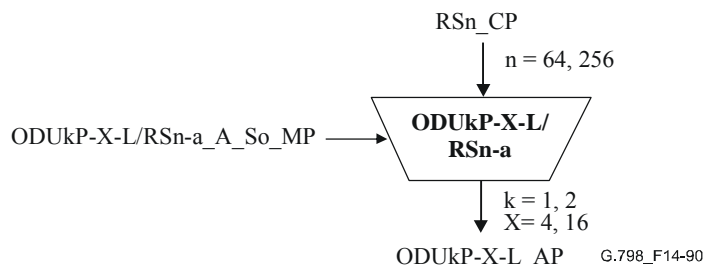 RSn_CP
n = 64, 256
ODUkP-X-L/RSn-a_A_So_MP
ODUkP-X-L/
RSn-a
k = 1, 2
X= 4, 16
ODUkP-X-L_AP
G.798_F14-90